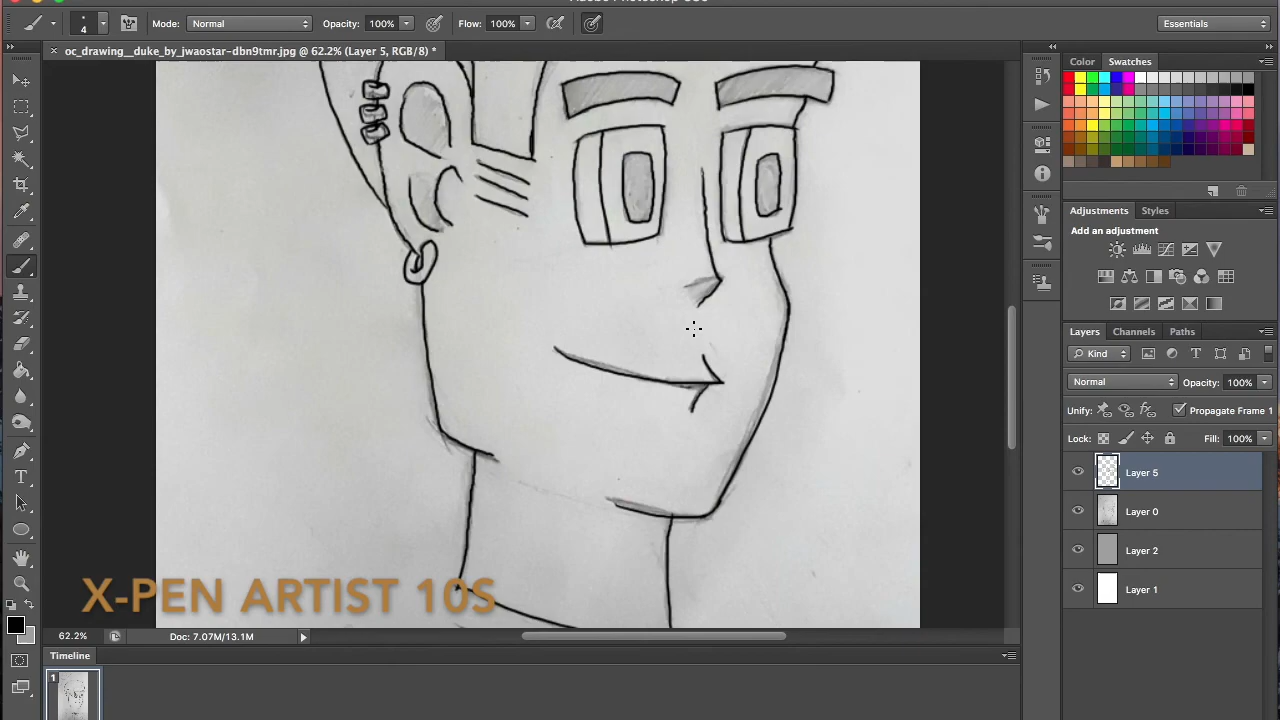 4
Mode:
Normal
Opacity:
100%
Flow:
100%
Essentials
oc_drawing__duke_by_jwaostar-dbn9tmr.jpg @ 62.2% (Layer 5, RGB/8) *
Color
Swatches
Adjustments
Styles
Add an adjustment
Layers
Channels
Paths
Kind
Normal
Opacity:
100%
Unify:
Propagate Frame 1
Lock:
Fill:
100%
Layer 5
Layer 0
Layer 2
Layer 1
X-PEN ARTIST 10S
62.2%
Doc: 7.07M/13.1M
Timeline
1